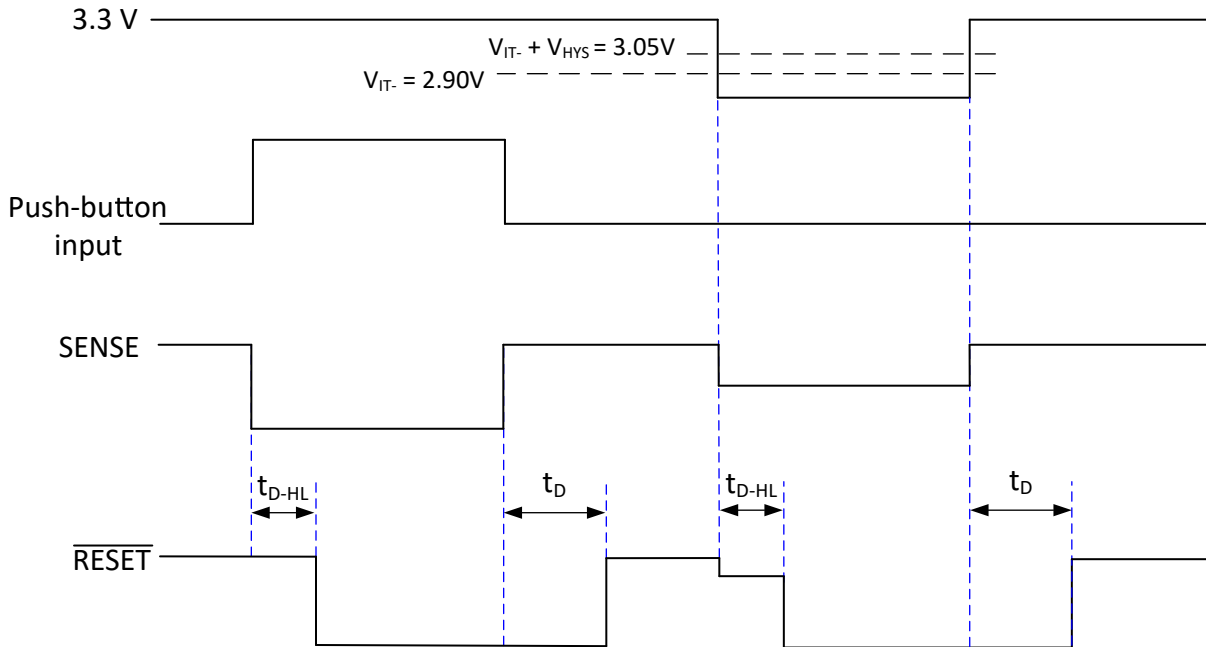 3.3 V
V_IT- + V_HYS = 3.05V
V_IT- = 2.90V
Push-button
input
SENSE
t_D-HL
t_D
t_D-HL
t_D
RESET